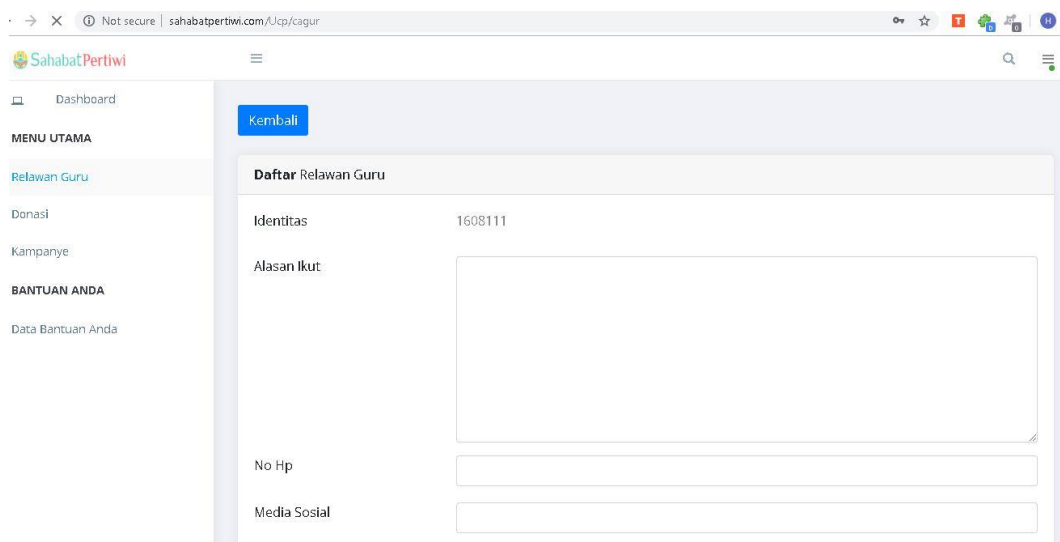 Not secure | sahabatpertiwi.com/Ucp/cagur
T
H
SahabatPertiwi
Dashboard
MENU UTAMA
Relawan Guru
Donasi
Kampanye
BANTUAN ANDA
Data Bantuan Anda
Kembali
Daftar Relawan Guru
Identitas 1608111
Alasan Ikut
No Hp
Media Sosial